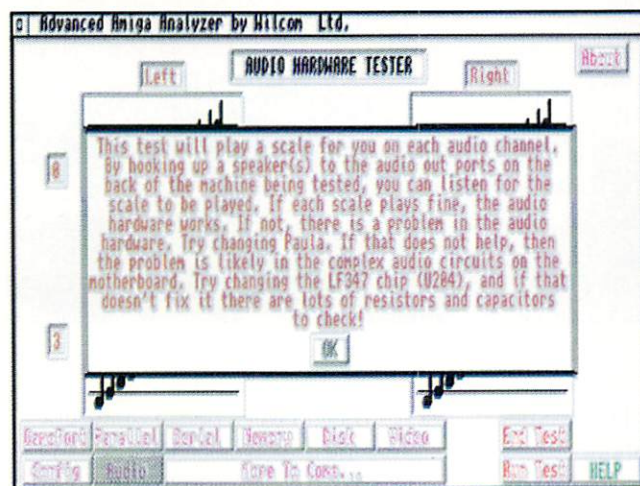 Advanced Amiga Analyzer by Wilcom Ltd.
AUDIO HARDWARE TESTER
About
Left
Right
0
This test will play a scale for you on each audio channel.
By hooking up a speaker(s) to the audio out ports on the
back of the machine being tested, you can listen for the
scale to be played. If each scale plays fine, the audio
hardware works. If not, there is a problem in the audio
hardware. Try changing Paula. If that does not help, then
the problem is likely in the complex audio circuits on the
motherboard. Try changing the LF347 chip (U204), and if that
doesn't fix it there are lots of resistors and capacitors
to check!
3
OK
GamePort Parallel Serial Memory Disk Video End Test
Config Audio More To Come... Run Test HELP